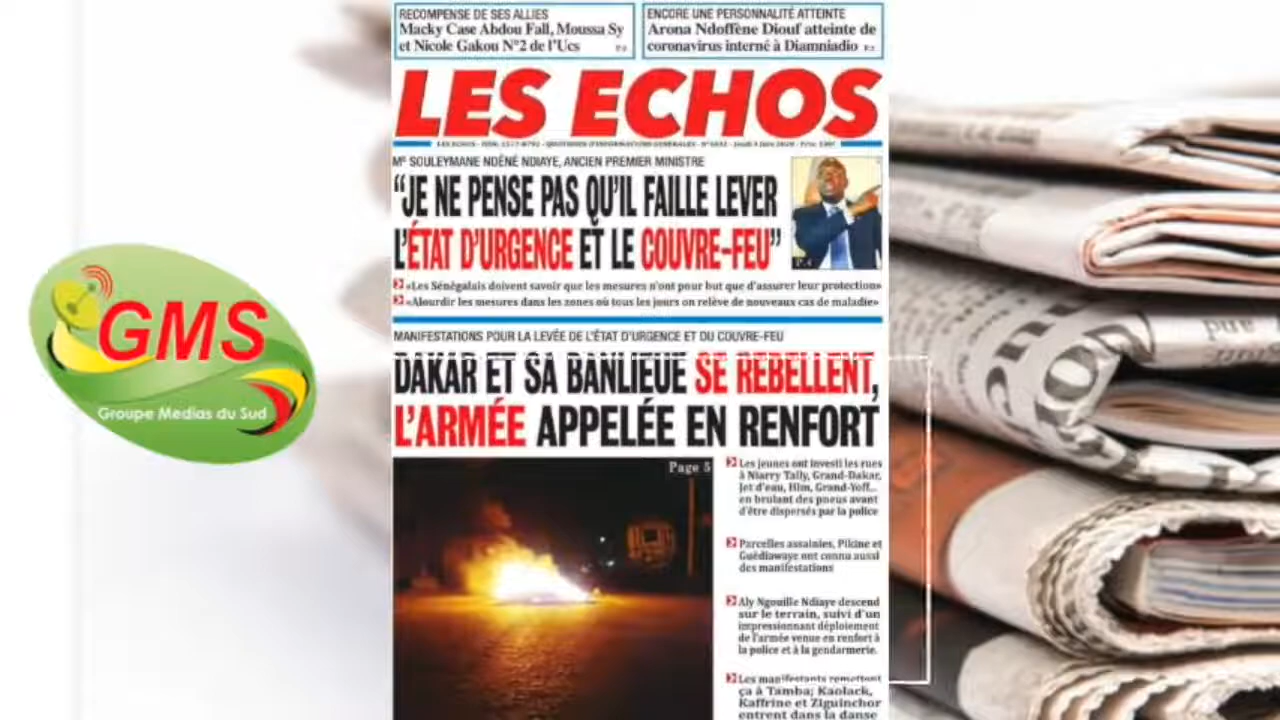 RECOMPENSE DE SES ALLIES
Macky Case Abdou Fall, Moussa Sy
et Nicole Gakou N°2 de l'Ucs
ENCORE UNE PERSONNALITÉ ATTEINTE
Arona Ndoffène Diouf atteinte de
coronavirus interné à Diamniadio
LES ECHOS
Mᵉ SOULEYMANE NDÉNÉ NDIAYE, ANCIEN PREMIER MINISTRE
“JE NE PENSE PAS QU'IL FAILLE LEVER
L'ÉTAT D'URGENCE ET LE COUVRE-FEU”
P.4
«Les Sénégalais doivent savoir que les mesures n'ont pour but que d'assurer leur protection»
«Alourdir les mesures dans les zones où tous les jours on relève de nouveaux cas de maladie»
MANIFESTATIONS POUR LA LEVÉE DE L'ÉTAT D'URGENCE ET DU COUVRE-FEU
DAKAR ET SA BANLIEUE SE REBELLENT,
L'ARMÉE APPELÉE EN RENFORT
Page 5
Les jeunes ont investi les rues
à Niarry Tally, Grand-Dakar,
Jet d'eau, Hlm, Grand-Yoff...
en brulant des pneus avant
d'être dispersés par la police
Parcelles assainies, Pikine et
Guédiawaye ont connu aussi
des manifestations
Aly Ngouille Ndiaye descend
sur le terrain, suivi d'un
impressionnant déploiement
de l'armée venue en renfort à
la police et à la gendarmerie.
Les manifestants remettent
ça à Tamba; Kaolack,
Kaffrine et Ziguinchor
entrent dans la danse
GMS
Groupe Medias du Sud
and